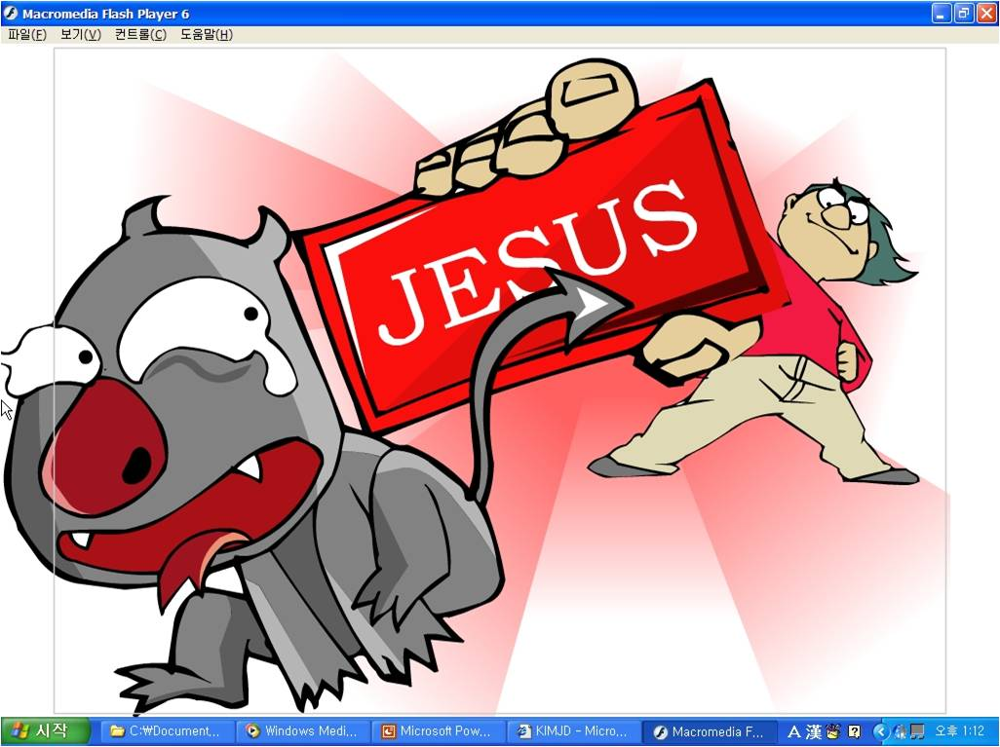 Macromedia Flash Player 6
파일(F) 보기(V) 컨트롤(C) 도움말(H)
JESUS
시작 C:₩Document... Windows Medi... Microsoft Pow... KIMJD - Micro... Macromedia F... A 漢 오후 1:12